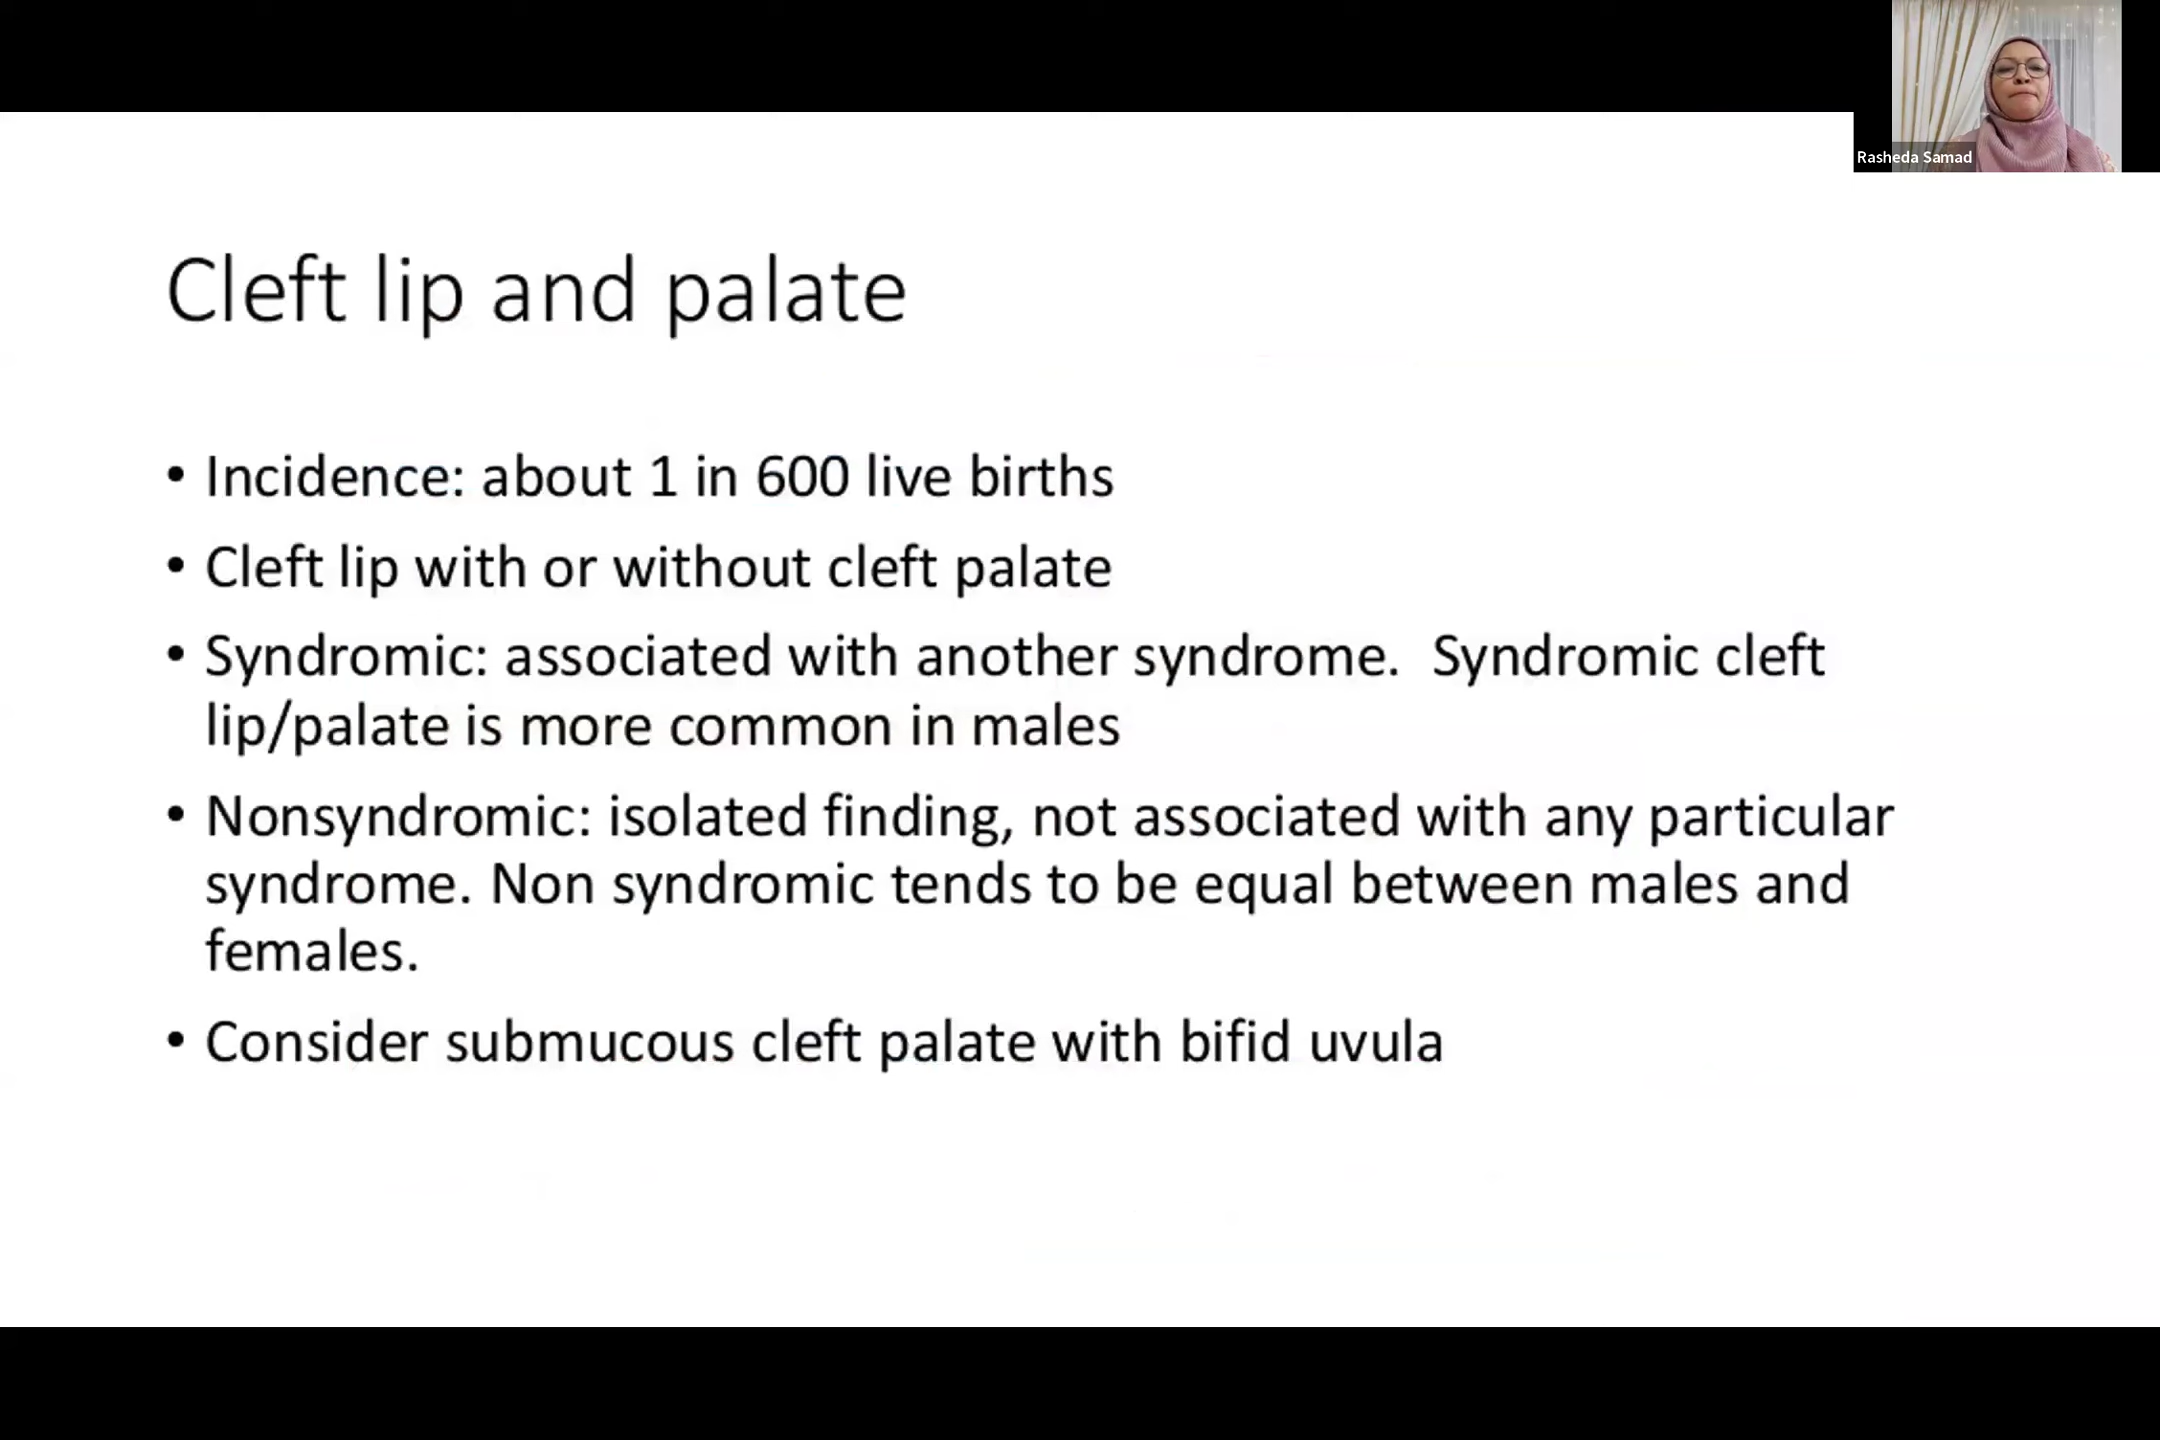 Rasheda Samad
Cleft lip and palate
• Incidence: about 1 in 600 live births
• Cleft lip with or without cleft palate
• Syndromic: associated with another syndrome.  Syndromic cleft
lip/palate is more common in males
• Nonsyndromic: isolated finding, not associated with any particular
syndrome. Non syndromic tends to be equal between males and
females.
• Consider submucous cleft palate with bifid uvula